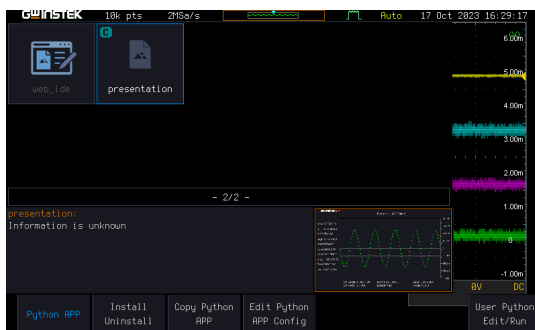 GWINSTEK 10k pts 2MSa/s Auto 17 Oct 2023 16:29:17
C
web_ide presentation
6.00m
5.00m
4.00m
3.00m
2.00m
1.00m
0
-1.00m
- 2/2 -
presentation:
Information is unknown
0V DC
Python APP
Install Uninstall
Copy Python APP
Edit Python APP Config
User Python Edit/Run